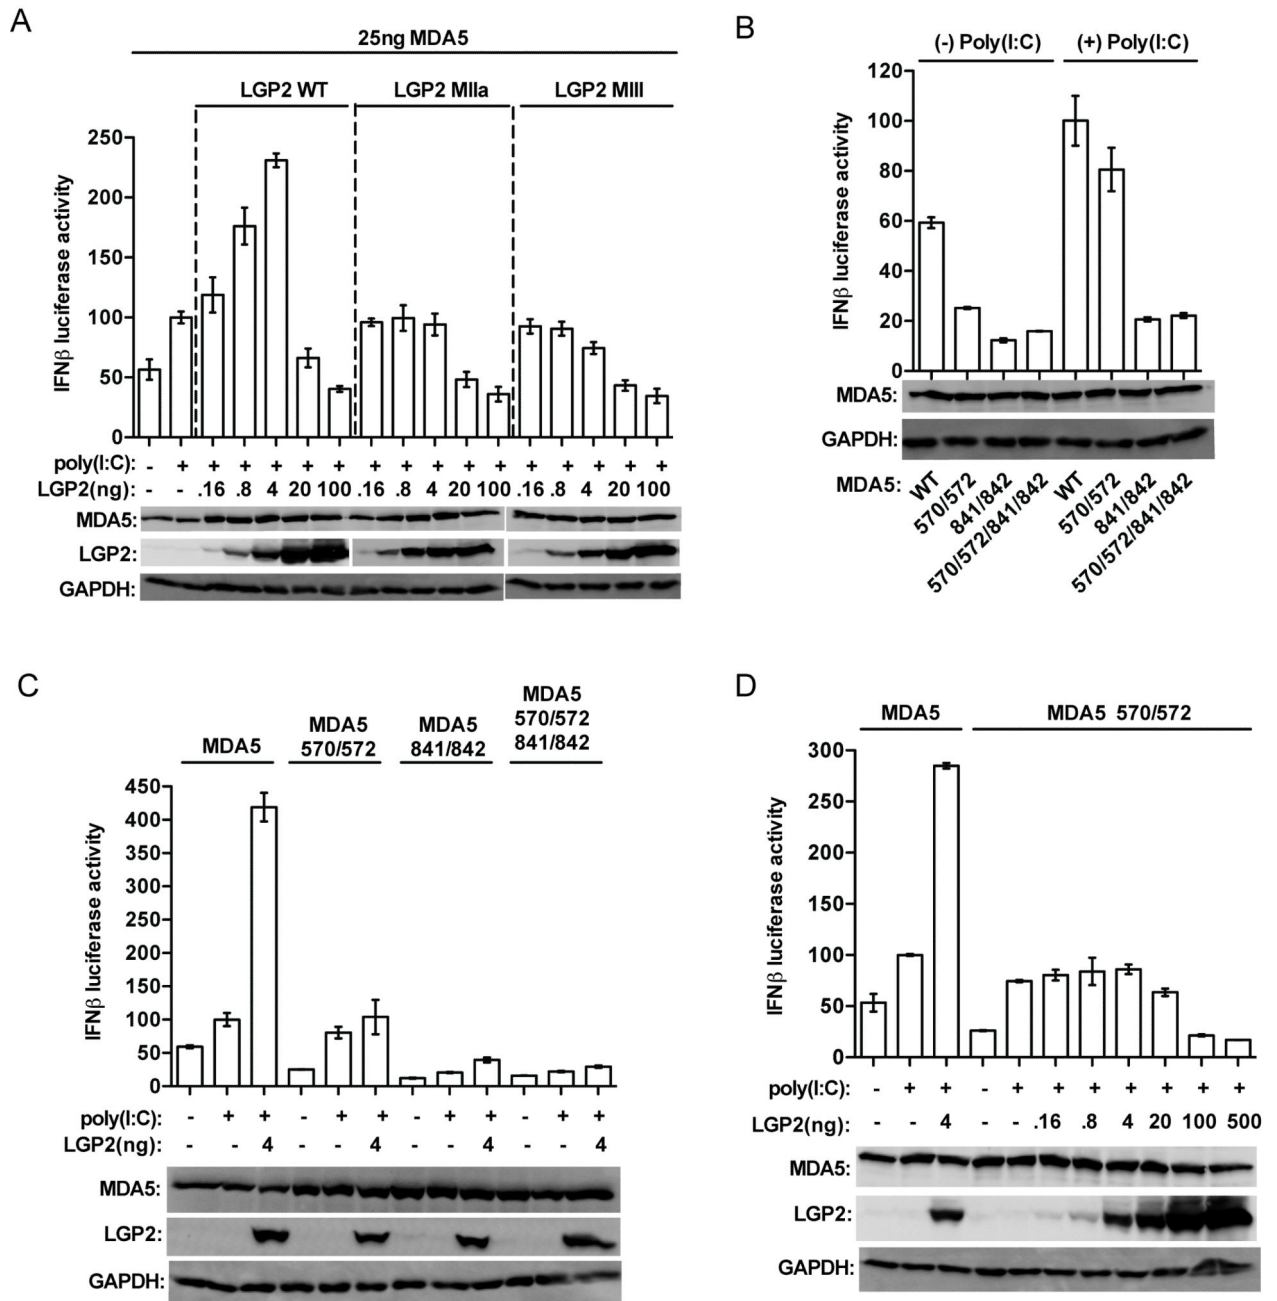 A
25ng MDA5
LGP2 WT LGP2 MIIa LGP2 MIII
IFNβ luciferase activity
250
200
150
100
50
0
poly(I:C): - + + + + + + + + + + + + + + + +
LGP2(ng): - - .16 .8 4 20 100 .16 .8 4 20 100 .16 .8 4 20 100
MDA5:
LGP2:
GAPDH:
B
(-) Poly(I:C) (+) Poly(I:C)
IFNβ luciferase activity
120
100
80
60
40
20
0
MDA5:
GAPDH:
MDA5: WT 570/572 841/842 570/572/841/842 WT 570/572 841/842 570/572/841/842
C
MDA5 MDA5 570/572 MDA5 841/842 MDA5 570/572 841/842
IFNβ luciferase activity
450
400
350
300
250
200
150
100
50
0
poly(I:C): - + + - + + - + + - + +
LGP2(ng): - - 4 - - 4 - - 4 - - 4
MDA5:
LGP2:
GAPDH:
D
MDA5 MDA5 570/572
IFNβ luciferase activity
300
250
200
150
100
50
0
poly(I:C): - + + - + + + + + + +
LGP2(ng): - - 4 - - .16 .8 4 20 100 500
MDA5:
LGP2:
GAPDH: